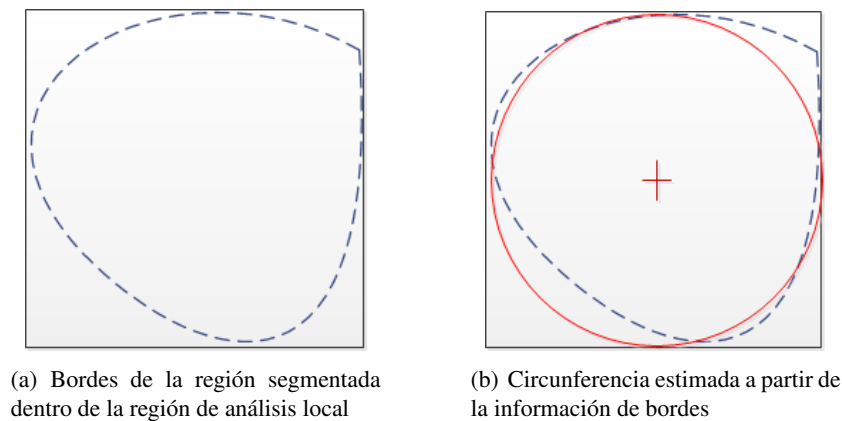 (a) Bordes de la región segmentada
dentro de la región de análisis local
(b) Circunferencia estimada a partir de
la información de bordes